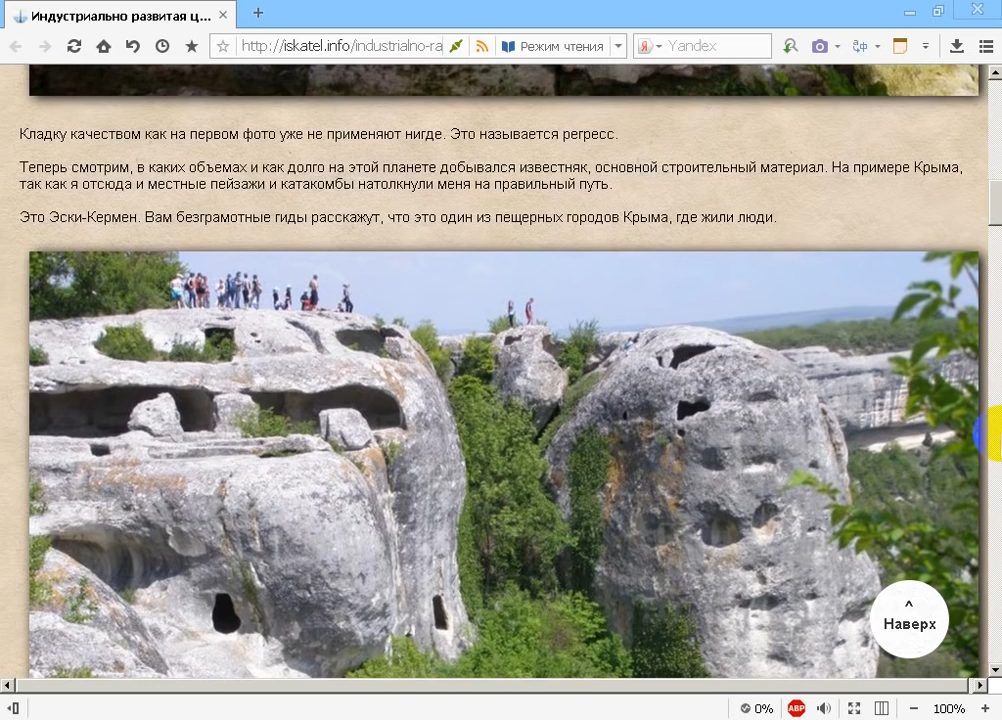 Индустриально развитая ц...
http://iskatel.info/industrialno-ra
Режим чтения
Я
Yandex
Кладку качеством как на первом фото уже не применяют нигде. Это называется регресс.
Теперь смотрим, в каких объемах и как долго на этой планете добывался известняк, основной строительный материал. На примере Крыма,
так как я отсюда и местные пейзажи и катакомбы натолкнули меня на правильный путь.
Это Эски-Кермен. Вам безграмотные гиды расскажут, что это один из пещерных городов Крыма, где жили люди.
^
Наверх
0%
ABP
100%